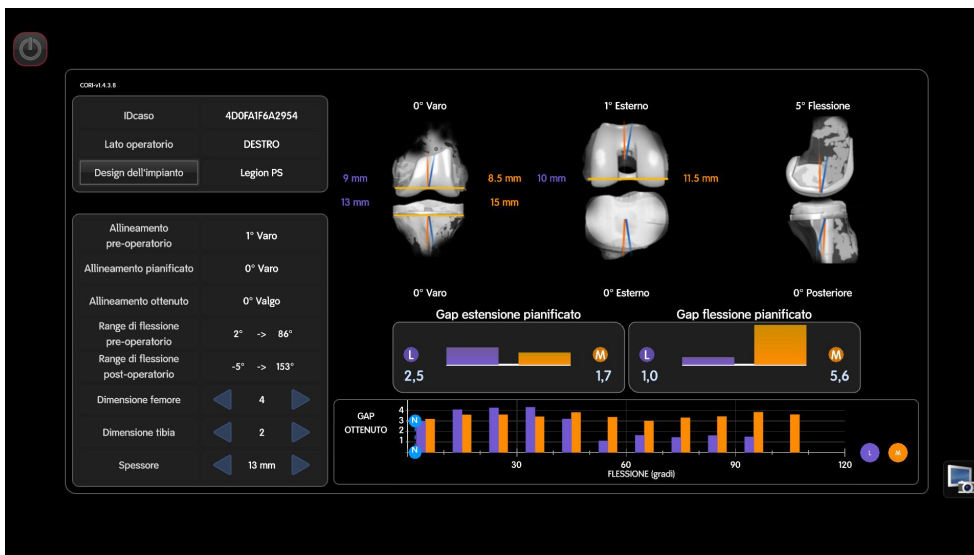 CORI-v1.4.3.8
IDcaso 4D0FA1F6A2954
Lato operatorio DESTRO
Design dell'impianto Legion PS
Allineamento
pre-operatorio 1° Varo
Allineamento pianificato 0° Varo
Allineamento ottenuto 0° Valgo
Range di flessione
pre-operatorio 2° -> 86°
Range di flessione
post-operatorio -5° -> 153°
Dimensione femore 4
Dimensione tibia 2
Spessore 13 mm
0° Varo 1° Esterno 5° Flessione
9 mm 8.5 mm 10 mm 11.5 mm
13 mm 15 mm
0° Varo 0° Esterno 0° Posteriore
Gap estensione pianificato Gap flessione pianificato
L M L M
2,5 1,7 1,0 5,6
GAP
OTTENUTO
4
3
2
1
N
N
30 60 90 120
FLESSIONE (gradi)
L M